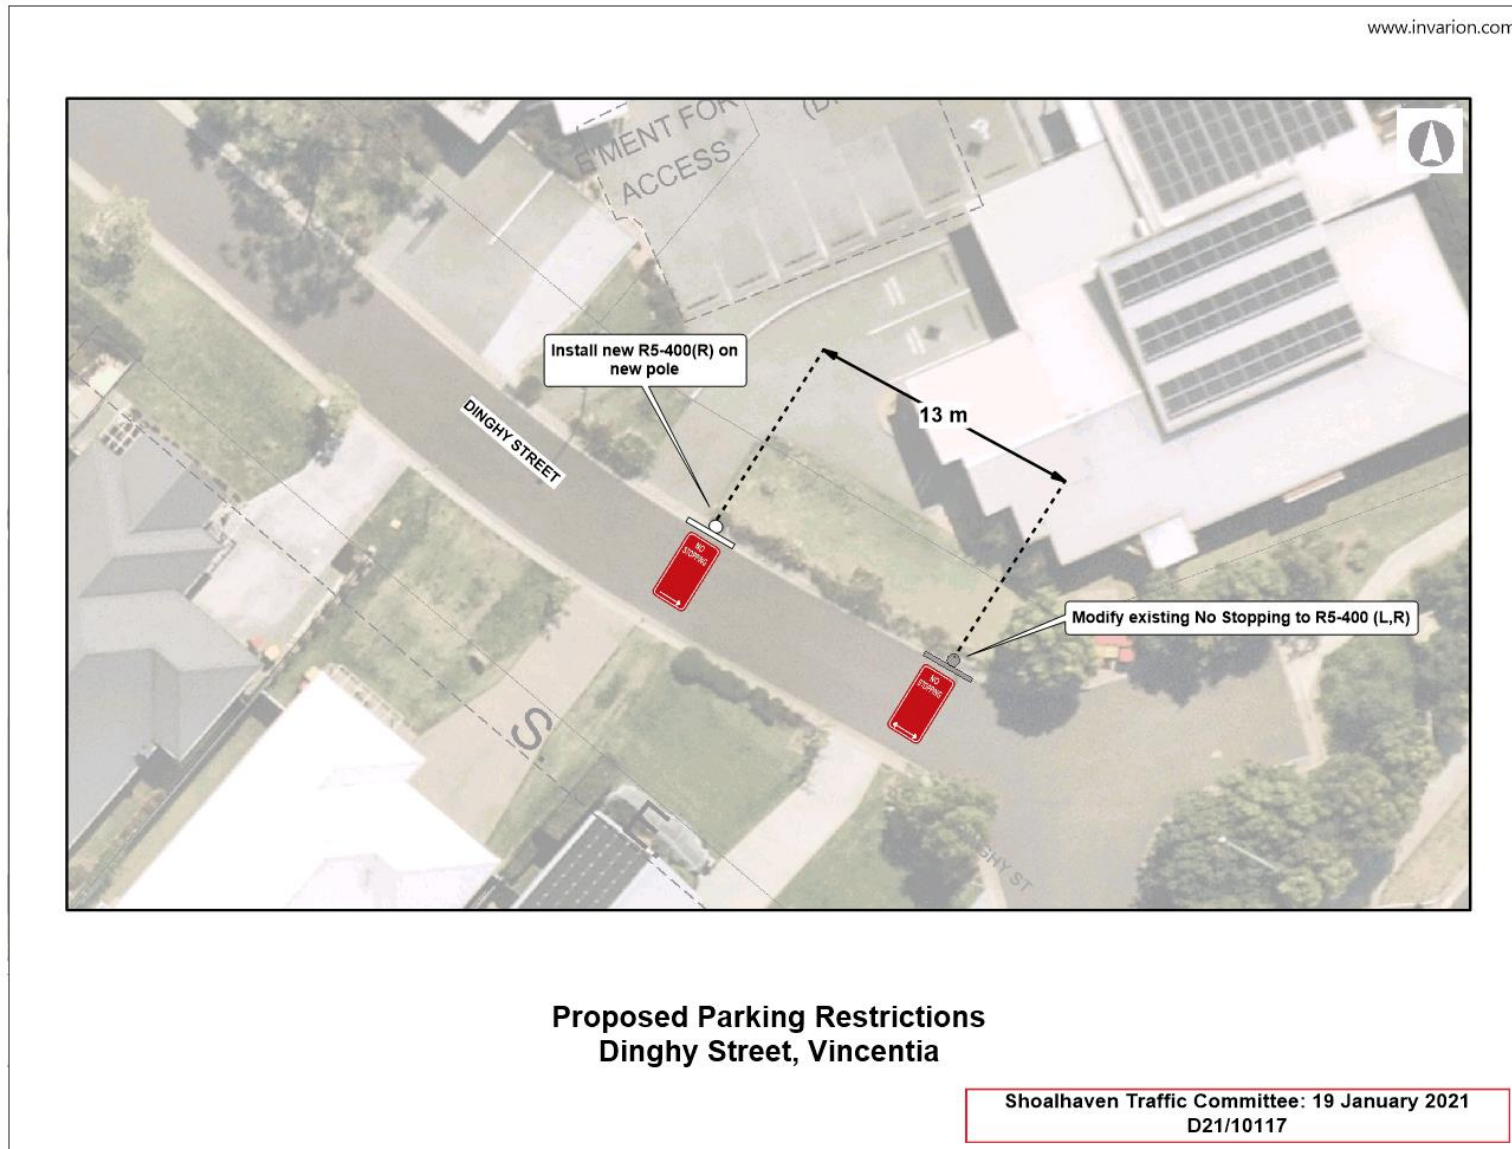 www.invarion.com
EMENT FOR
ACCESS
Install new R5-400(R) on
new pole
13 m
DINGHY STREET
NO
STOPPING
Modify existing No Stopping to R5-400 (L,R)
NO
STOPPING
S
E
GHY ST
Proposed Parking Restrictions
Dinghy Street, Vincentia
Shoalhaven Traffic Committee: 19 January 2021
D21/10117